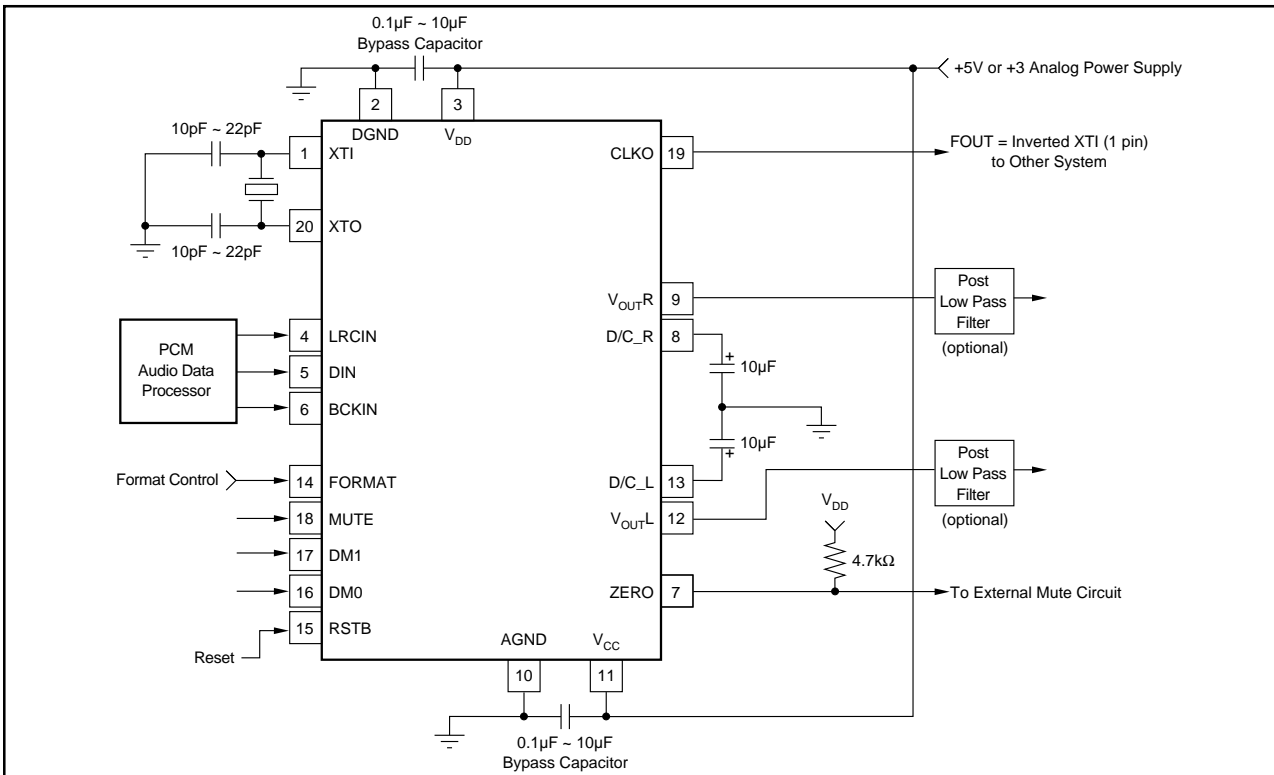 0.1µF ~ 10µF
Bypass Capacitor
+5V or +3 Analog Power Supply
2
3
DGND
VDD
10pF ~ 22pF
1
XTI
CLKO
19
FOUT = Inverted XTI (1 pin)
to Other System
20
XTO
10pF ~ 22pF
VOUTR
9
Post
Low Pass
Filter
(optional)
D/C_R
8
+
10µF
PCM
Audio Data
Processor
4
LRCIN
5
DIN
6
BCKIN
10µF
+
Format Control
14
FORMAT
D/C_L
13
Post
Low Pass
Filter
(optional)
18
MUTE
VOUTL
12
VDD
17
DM1
4.7kΩ
16
DM0
ZERO
7
To External Mute Circuit
15
RSTB
Reset
AGND
VCC
10
11
0.1µF ~ 10µF
Bypass Capacitor